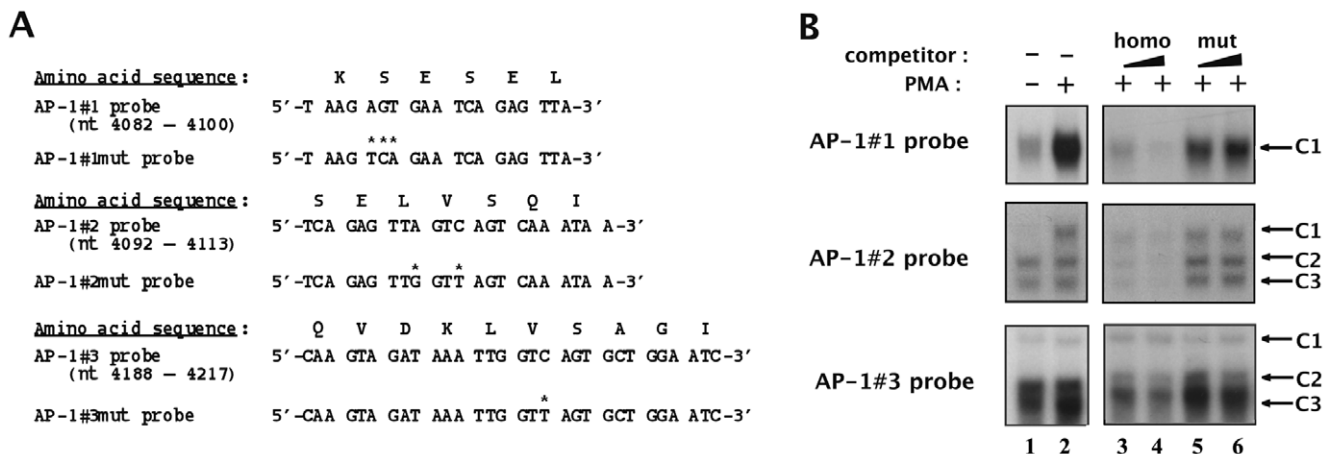 A
Amino acid sequence:
K S E S E L
AP-1#1 probe
5′-T AAG AGT GAA TCA GAG TTA-3′
(nt 4082 – 4100)
***
AP-1#1mut probe
5′-T AAG TCA GAA TCA GAG TTA-3′
Amino acid sequence:
S E L V S Q I
AP-1#2 probe
5′-TCA GAG TTA GTC AGT CAA ATA A-3′
(nt 4092 – 4113)
* *
AP-1#2mut probe
5′-TCA GAG TTG GTT AGT CAA ATA A-3′
Amino acid sequence:
Q V D K L V S A G I
AP-1#3 probe
5′-CAA GTA GAT AAA TTG GTC AGT GCT GGA ATC-3′
(nt 4188 – 4217)
*
AP-1#3mut probe
5′-CAA GTA GAT AAA TTG GTT AGT GCT GGA ATC-3′
B
homo mut
competitor : – –
PMA : – + + + + +
AP-1#1 probe
C1
AP-1#2 probe
C1
C2
C3
AP-1#3 probe
C1
C2
C3
1 2 3 4 5 6